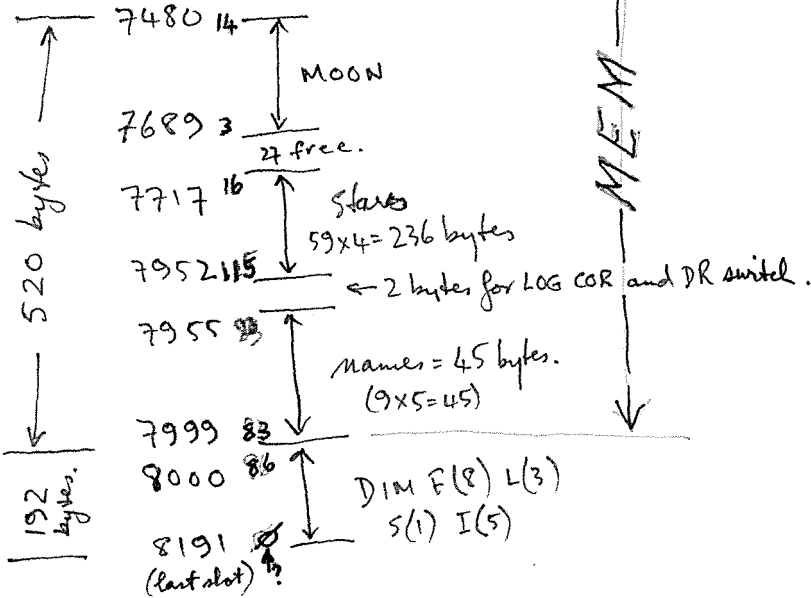 7480 14
MOON
7689 3
27 free.
7717 16
Stars
59x4=236 bytes
7952 115
← 2 bytes for LOG COR and DR switch.
7955
names = 45 bytes.
(9x5=45)
7999 83
8000 86
DIM E(8) L(3)
S(1) I(5)
8191 Ø
(last slot) ?
520 bytes
192 bytes.
MEM